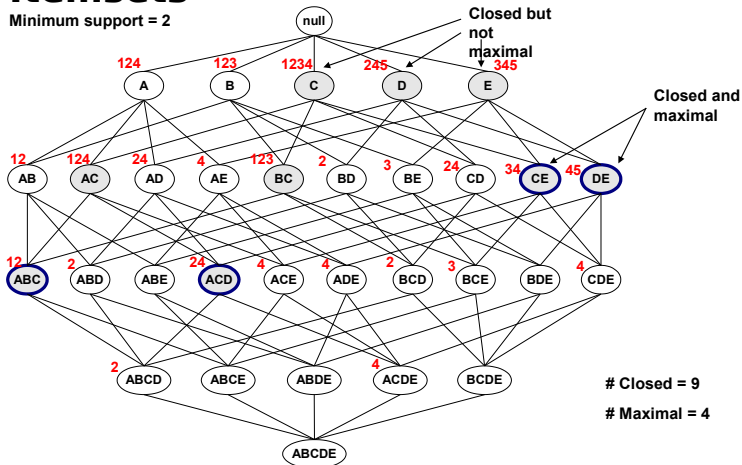 Itemsets
Minimum support = 2
null
Closed but
not
maximal
124 123 1234 245 345
A B C D E
Closed and
maximal
12 124 24 4 123 2 3 24 34 45
AB AC AD AE BC BD BE CD CE DE
12 2 24 4 4 2 3 4
ABC ABD ABE ACD ACE ADE BCD BCE BDE CDE
2 4
ABCD ABCE ABDE ACDE BCDE
# Closed = 9
# Maximal = 4
ABCDE